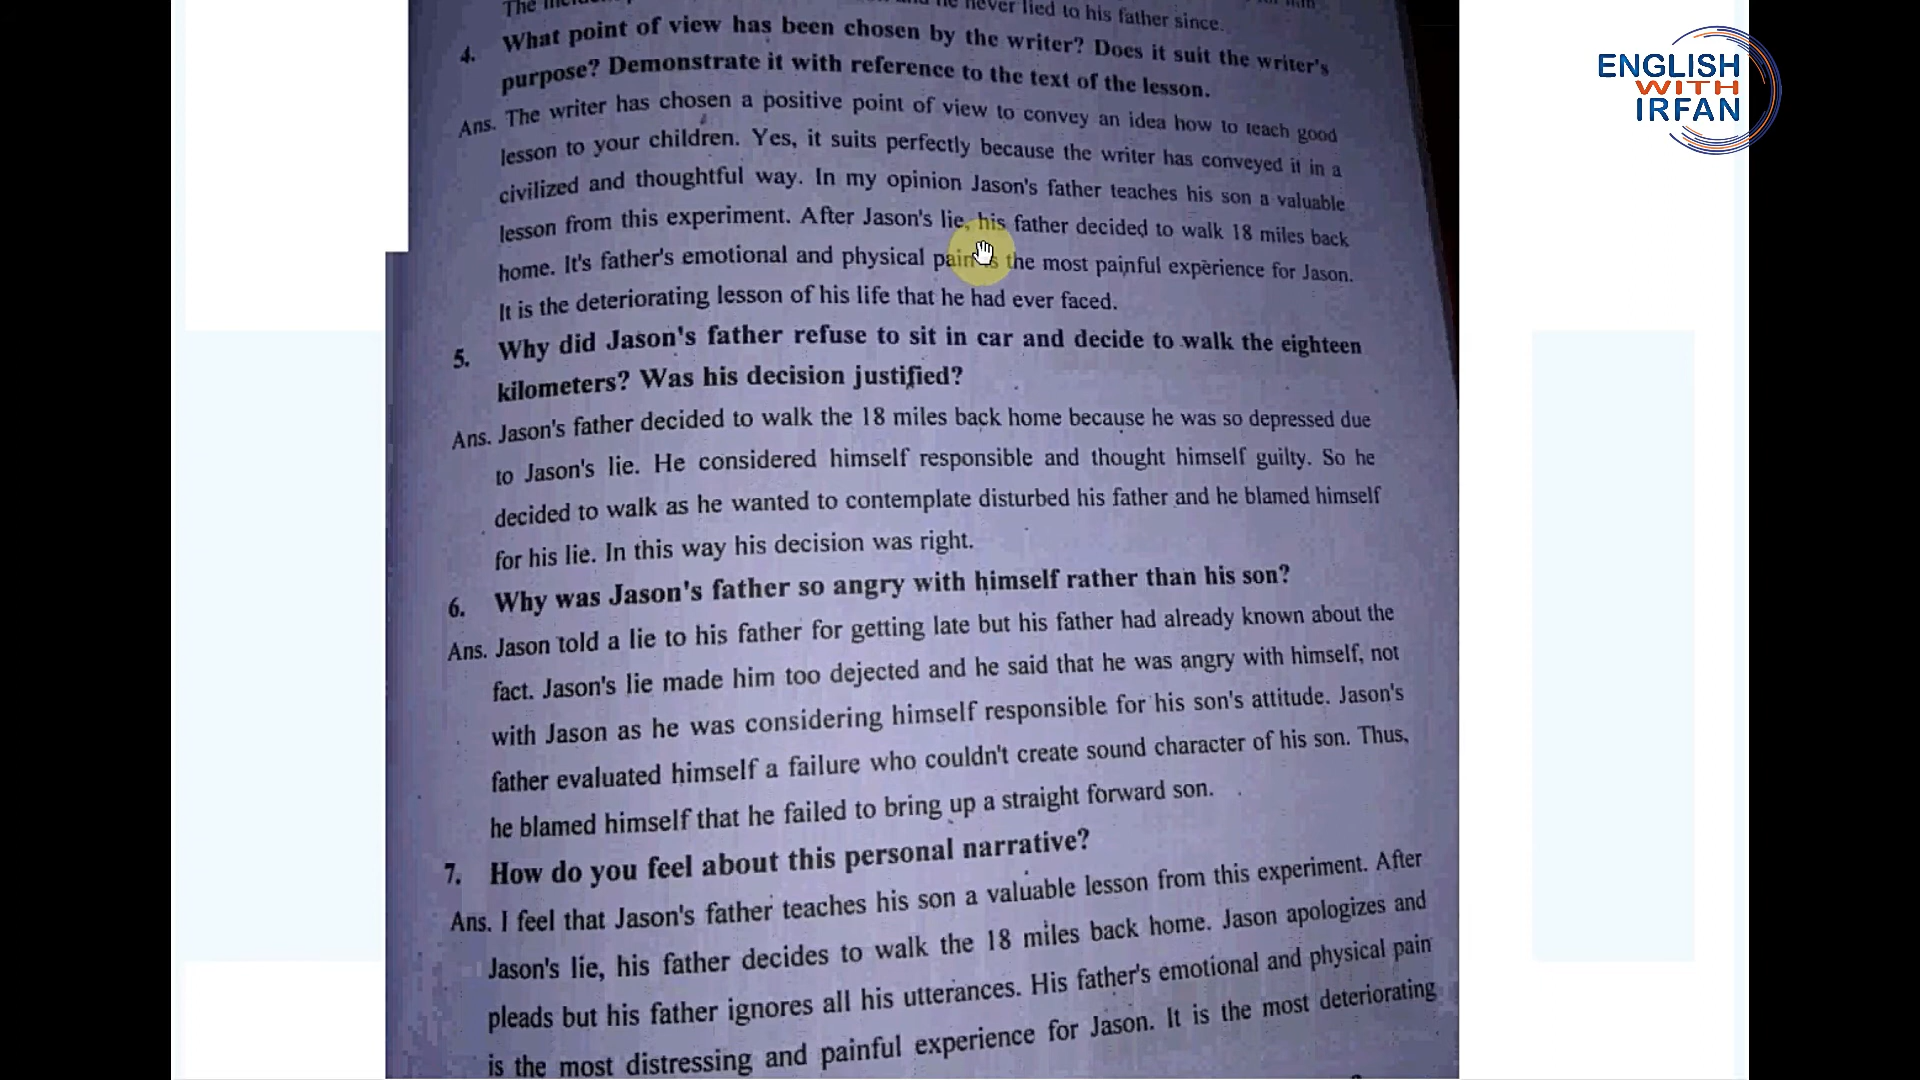 never lied to his father since.
4. What point of view has been chosen by the writer? Does it suit the writer's
purpose? Demonstrate it with reference to the text of the lesson.
Ans. The writer has chosen a positive point of view to convey an idea how to teach good
lesson to your children. Yes, it suits perfectly because the writer has conveyed it in a
civilized and thoughtful way. In my opinion Jason's father teaches his son a valuable
lesson from this experiment. After Jason's lie, his father decided to walk 18 miles back
home. It's father's emotional and physical pain is the most painful experience for Jason.
It is the deteriorating lesson of his life that he had ever faced.
5. Why did Jason's father refuse to sit in car and decide to walk the eighteen
kilometers? Was his decision justified?
Ans. Jason's father decided to walk the 18 miles back home because he was so depressed due
to Jason's lie. He considered himself responsible and thought himself guilty. So he
decided to walk as he wanted to contemplate disturbed his father and he blamed himself
for his lie. In this way his decision was right.
6. Why was Jason's father so angry with himself rather than his son?
Ans. Jason told a lie to his father for getting late but his father had already known about the
fact. Jason's lie made him too dejected and he said that he was angry with himself, not
with Jason as he was considering himself responsible for his son's attitude. Jason's
father evaluated himself a failure who couldn't create sound character of his son. Thus,
he blamed himself that he failed to bring up a straight forward son.
7. How do you feel about this personal narrative?
Ans. I feel that Jason's father teaches his son a valuable lesson from this experiment. After
Jason's lie, his father decides to walk the 18 miles back home. Jason apologizes and
pleads but his father ignores all his utterances. His father's emotional and physical pain
is the most distressing and painful experience for Jason. It is the most deteriorating
ENGLISH
WITH
IRFAN